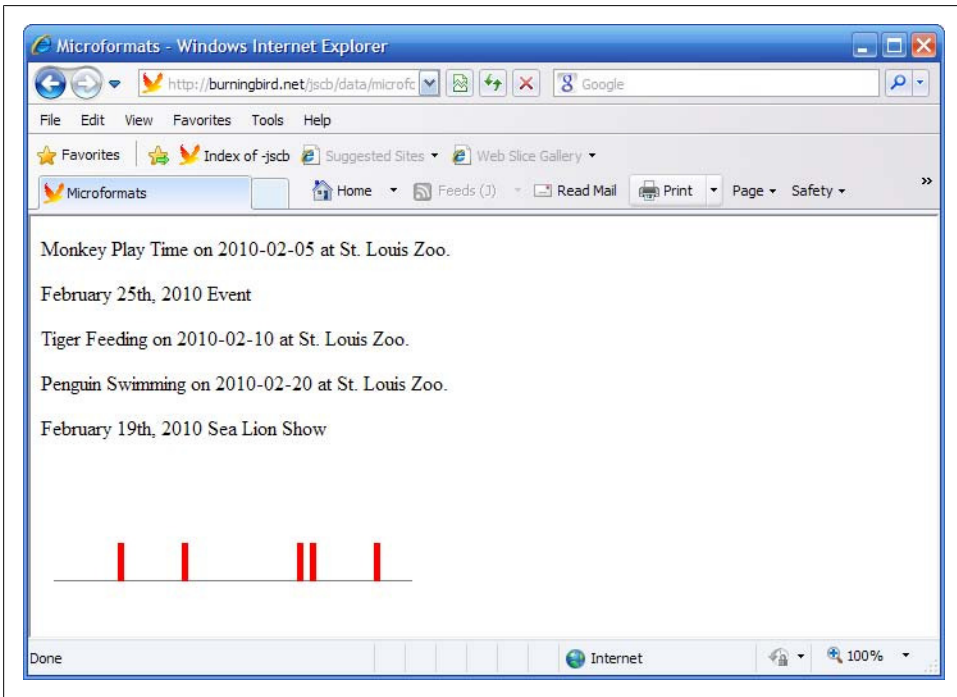 Microformats - Windows Internet Explorer
http://burningbird.net/jscb/data/microfc
Google
File Edit View Favorites Tools Help
Favorites Index of -jscb Suggested Sites Web Slice Gallery
Microformats Home Feeds (J) Read Mail Print Page Safety »
Monkey Play Time on 2010-02-05 at St. Louis Zoo.
February 25th, 2010 Event
Tiger Feeding on 2010-02-10 at St. Louis Zoo.
Penguin Swimming on 2010-02-20 at St. Louis Zoo.
February 19th, 2010 Sea Lion Show
Done Internet 100%